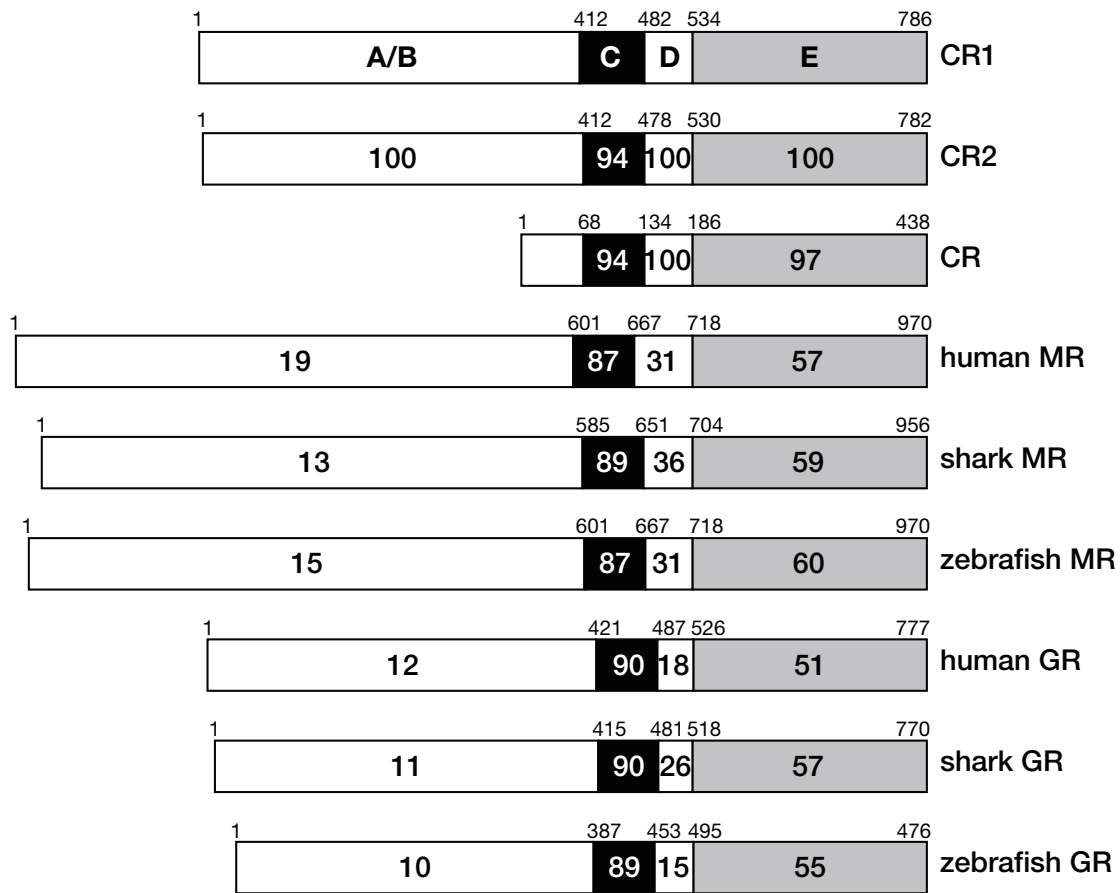 1 412 482 534 786
A/B C D E CR1
1 412 478 530 782
100 94 100 100 CR2
1 68 134 186 438
94 100 97 CR
1 601 667 718 970
19 87 31 57 human MR
1 585 651 704 956
13 89 36 59 shark MR
1 601 667 718 970
15 87 31 60 zebrafish MR
1 421 487 526 777
12 90 18 51 human GR
1 415 481 518 770
11 90 26 57 shark GR
1 387 453 495 476
10 89 15 55 zebrafish GR